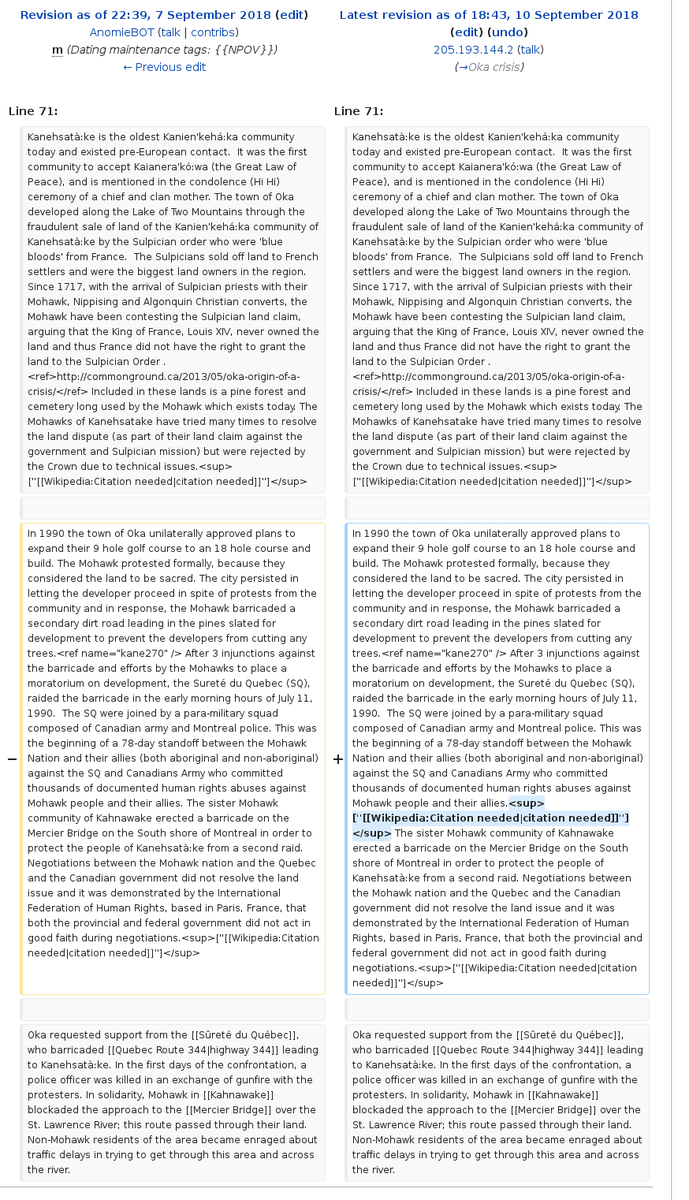 Revision as of 22:39, 7 September 2018 (edit)
AnomieBOT (talk | contribs)
m (Dating maintenance tags: {{NPOV}})
← Previous edit
Latest revision as of 18:43, 10 September 2018
(edit) (undo)
205.193.144.2 (talk)
(→Oka crisis)
Line 71:
Kanehsatà:ke is the oldest Kanien'kehá:ka community
today and existed pre-European contact.  It was the first
community to accept Kaianera'kó:wa (the Great Law of
Peace), and is mentioned in the condolence (Hi Hi)
ceremony of a chief and clan mother. The town of Oka
developed along the Lake of Two Mountains through the
fraudulent sale of land of the Kanien'kehá:ka community of
Kanehsatà:ke by the Sulpician order who were 'blue
bloods' from France.  The Sulpicians sold off land to French
settlers and were the biggest land owners in the region.
Since 1717, with the arrival of Sulpician priests with their
Mohawk, Nippising and Algonquin Christian converts, the
Mohawk have been contesting the Sulpician land claim,
arguing that the King of France, Louis XIV, never owned the
land and thus France did not have the right to grant the
land to the Sulpician Order .
<ref>http://commonground.ca/2013/05/oka-origin-of-a-
crisis/</ref> Included in these lands is a pine forest and
cemetery long used by the Mohawk which exists today. The
Mohawks of Kanehsatake have tried many times to resolve
the land dispute (as part of their land claim against the
government and Sulpician mission) but were rejected by
the Crown due to technical issues.<sup>
[''[[Wikipedia:Citation needed|citation needed]]'']</sup>
In 1990 the town of Oka unilaterally approved plans to
expand their 9 hole golf course to an 18 hole course and
build. The Mohawk protested formally, because they
considered the land to be sacred. The city persisted in
letting the developer proceed in spite of protests from the
community and in response, the Mohawk barricaded a
secondary dirt road leading in the pines slated for
development to prevent the developers from cutting any
trees.<ref name="kane270" /> After 3 injunctions against
the barricade and efforts by the Mohawks to place a
moratorium on development, the Sureté du Quebec (SQ),
raided the barricade in the early morning hours of July 11,
1990.  The SQ were joined by a para-military squad
composed of Canadian army and Montreal police. This was
the beginning of a 78-day standoff between the Mohawk
− Nation and their allies (both aboriginal and non-aboriginal)
against the SQ and Canadians Army who committed
thousands of documented human rights abuses against
Mohawk people and their allies. The sister Mohawk
community of Kahnawake erected a barricade on the
Mercier Bridge on the South shore of Montreal in order to
protect the people of Kanehsatà:ke from a second raid.
Negotiations between the Mohawk nation and the Quebec
and the Canadian government did not resolve the land
issue and it was demonstrated by the International
Federation of Human Rights, based in Paris, France, that
both the provincial and federal government did not act in
good faith during negotiations.<sup>[''[[Wikipedia:Citation
needed|citation needed]]'']</sup>
Oka requested support from the [[Sûreté du Québec]],
who barricaded [[Quebec Route 344|highway 344]] leading
to Kanehsatà:ke. In the first days of the confrontation, a
police officer was killed in an exchange of gunfire with the
protesters. In solidarity, Mohawk in [[Kahnawake]]
blockaded the approach to the [[Mercier Bridge]] over the
St. Lawrence River; this route passed through their land.
Non-Mohawk residents of the area became enraged about
traffic delays in trying to get through this area and across
the river.
Line 71:
Kanehsatà:ke is the oldest Kanien'kehá:ka community
today and existed pre-European contact.  It was the first
community to accept Kaianera'kó:wa (the Great Law of
Peace), and is mentioned in the condolence (Hi Hi)
ceremony of a chief and clan mother. The town of Oka
developed along the Lake of Two Mountains through the
fraudulent sale of land of the Kanien'kehá:ka community of
Kanehsatà:ke by the Sulpician order who were 'blue
bloods' from France.  The Sulpicians sold off land to French
settlers and were the biggest land owners in the region.
Since 1717, with the arrival of Sulpician priests with their
Mohawk, Nippising and Algonquin Christian converts, the
Mohawk have been contesting the Sulpician land claim,
arguing that the King of France, Louis XIV, never owned the
land and thus France did not have the right to grant the
land to the Sulpician Order .
<ref>http://commonground.ca/2013/05/oka-origin-of-a-
crisis/</ref> Included in these lands is a pine forest and
cemetery long used by the Mohawk which exists today. The
Mohawks of Kanehsatake have tried many times to resolve
the land dispute (as part of their land claim against the
government and Sulpician mission) but were rejected by
the Crown due to technical issues.<sup>
[''[[Wikipedia:Citation needed|citation needed]]'']</sup>
In 1990 the town of Oka unilaterally approved plans to
expand their 9 hole golf course to an 18 hole course and
build. The Mohawk protested formally, because they
considered the land to be sacred. The city persisted in
letting the developer proceed in spite of protests from the
community and in response, the Mohawk barricaded a
secondary dirt road leading in the pines slated for
development to prevent the developers from cutting any
trees.<ref name="kane270" /> After 3 injunctions against
the barricade and efforts by the Mohawks to place a
moratorium on development, the Sureté du Quebec (SQ),
raided the barricade in the early morning hours of July 11,
1990.  The SQ were joined by a para-military squad
composed of Canadian army and Montreal police. This was
the beginning of a 78-day standoff between the Mohawk
+ Nation and their allies (both aboriginal and non-aboriginal)
against the SQ and Canadians Army who committed
thousands of documented human rights abuses against
Mohawk people and their allies.<sup>
[''[[Wikipedia:Citation needed|citation needed]]'']
</sup> The sister Mohawk community of Kahnawake
erected a barricade on the Mercier Bridge on the South
shore of Montreal in order to protect the people of
Kanehsatà:ke from a second raid. Negotiations between
the Mohawk nation and the Quebec and the Canadian
government did not resolve the land issue and it was
demonstrated by the International Federation of Human
Rights, based in Paris, France, that both the provincial and
federal government did not act in good faith during
negotiations.<sup>[''[[Wikipedia:Citation needed|citation
needed]]'']</sup>
Oka requested support from the [[Sûreté du Québec]],
who barricaded [[Quebec Route 344|highway 344]] leading
to Kanehsatà:ke. In the first days of the confrontation, a
police officer was killed in an exchange of gunfire with the
protesters. In solidarity, Mohawk in [[Kahnawake]]
blockaded the approach to the [[Mercier Bridge]] over the
St. Lawrence River; this route passed through their land.
Non-Mohawk residents of the area became enraged about
traffic delays in trying to get through this area and across
the river.